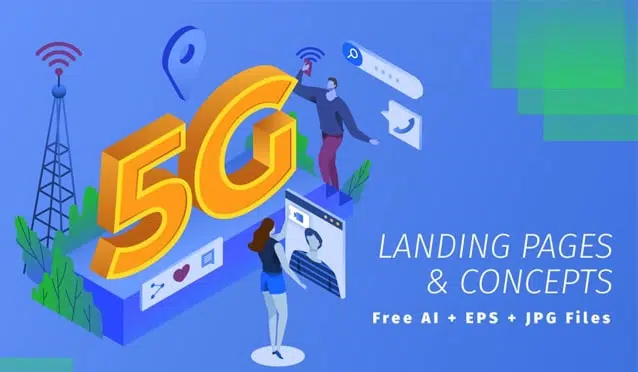 5G
LANDING PAGES
& CONCEPTS
Free AI + EPS + JPG Files